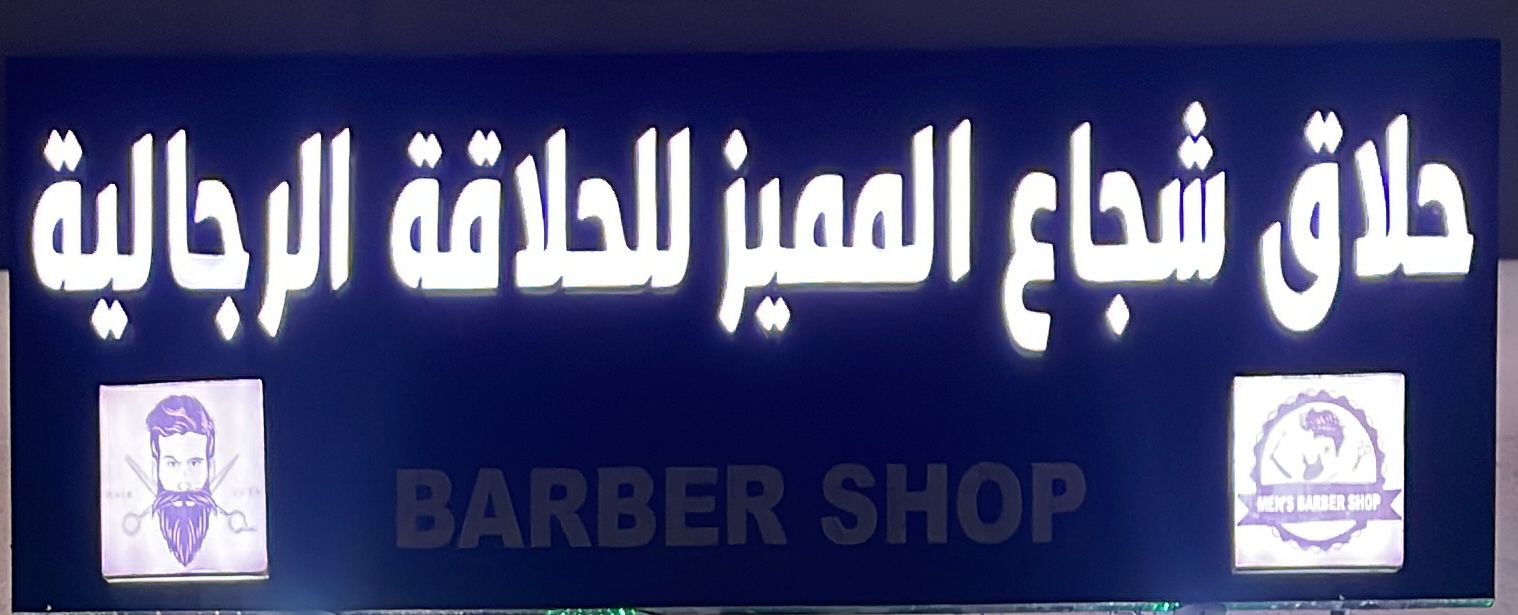 حلاق شجاع المميز للحلاقة الرجالية
BARBER SHOP
MEN'S BARBER SHOP